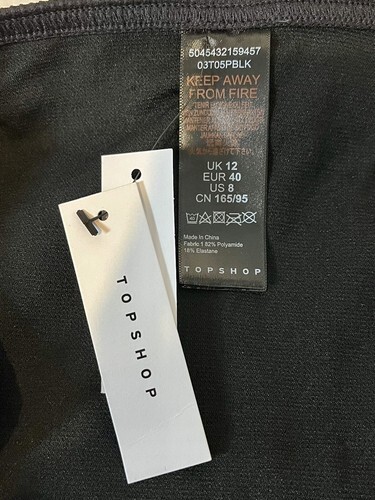 5045432159457
03T05PBLK
KEEP AWAY
FROM FIRE
UK 12
EUR 40
US 8
CN 165/95
Made In China
Fabric 1 82% Polyamide
18% Elastane
TOPSHOP
TOPSHOP